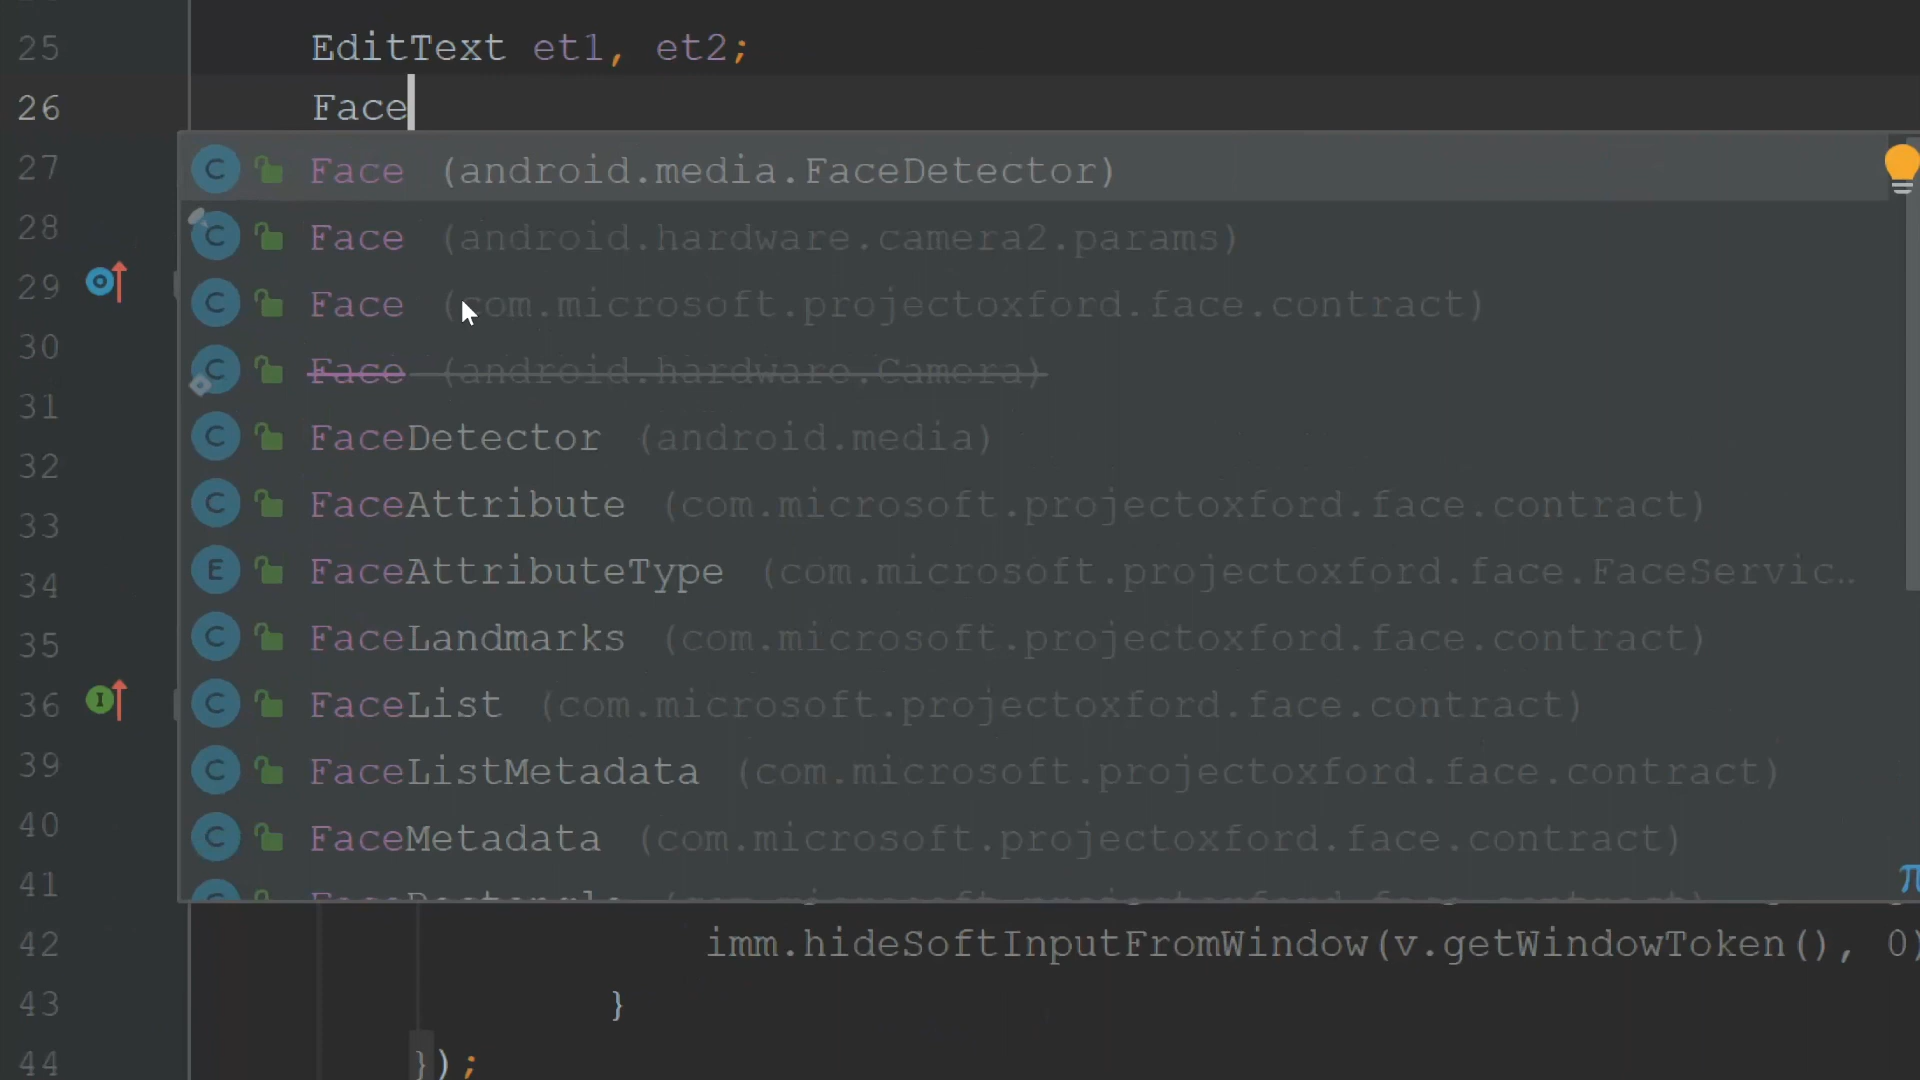 25 EditText et1, et2;
26 Face
27 C Face (android.media.FaceDetector)
28 C Face (android.hardware.camera2.params)
29 C Face (com.microsoft.projectoxford.face.contract)
30 C Face (android.hardware.Camera)
31
32 C FaceDetector (android.media)
33 C FaceAttribute (com.microsoft.projectoxford.face.contract)
34 E FaceAttributeType (com.microsoft.projectoxford.face.FaceServic…
35 C FaceLandmarks (com.microsoft.projectoxford.face.contract)
36 I C FaceList (com.microsoft.projectoxford.face.contract)
39 C FaceListMetadata (com.microsoft.projectoxford.face.contract)
40 C FaceMetadata (com.microsoft.projectoxford.face.contract)
41 π
42 imm.hideSoftInputFromWindow(v.getWindowToken(), 0)
43 }
44 });